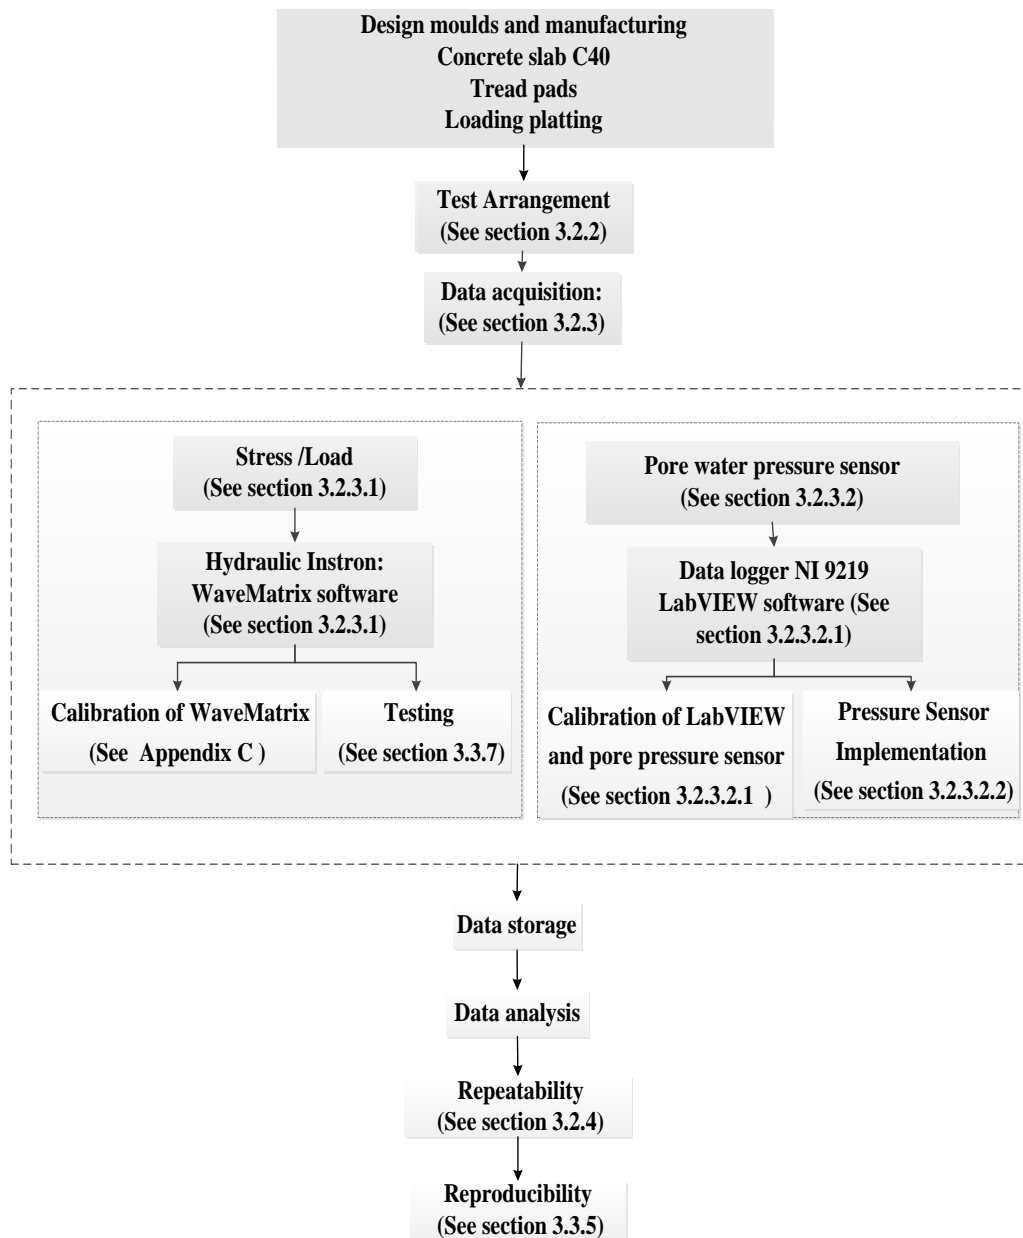 Design moulds and manufacturing
Concrete slab C40
Tread pads
Loading platting
Test Arrangement
(See section 3.2.2)
Data acquisition:
(See section 3.2.3)
Stress /Load
(See section 3.2.3.1)
Hydraulic Instron:
WaveMatrix software
(See section 3.2.3.1)
Calibration of WaveMatrix
(See Appendix C )
Testing
(See section 3.3.7)
Pore water pressure sensor
(See section 3.2.3.2)
Data logger NI 9219
LabVIEW software (See
section 3.2.3.2.1)
Calibration of LabVIEW
and pore pressure sensor
(See section 3.2.3.2.1 )
Pressure Sensor
Implementation
(See section 3.2.3.2.2)
Data storage
Data analysis
Repeatability
(See section 3.2.4)
Reproducibility
(See section 3.3.5)